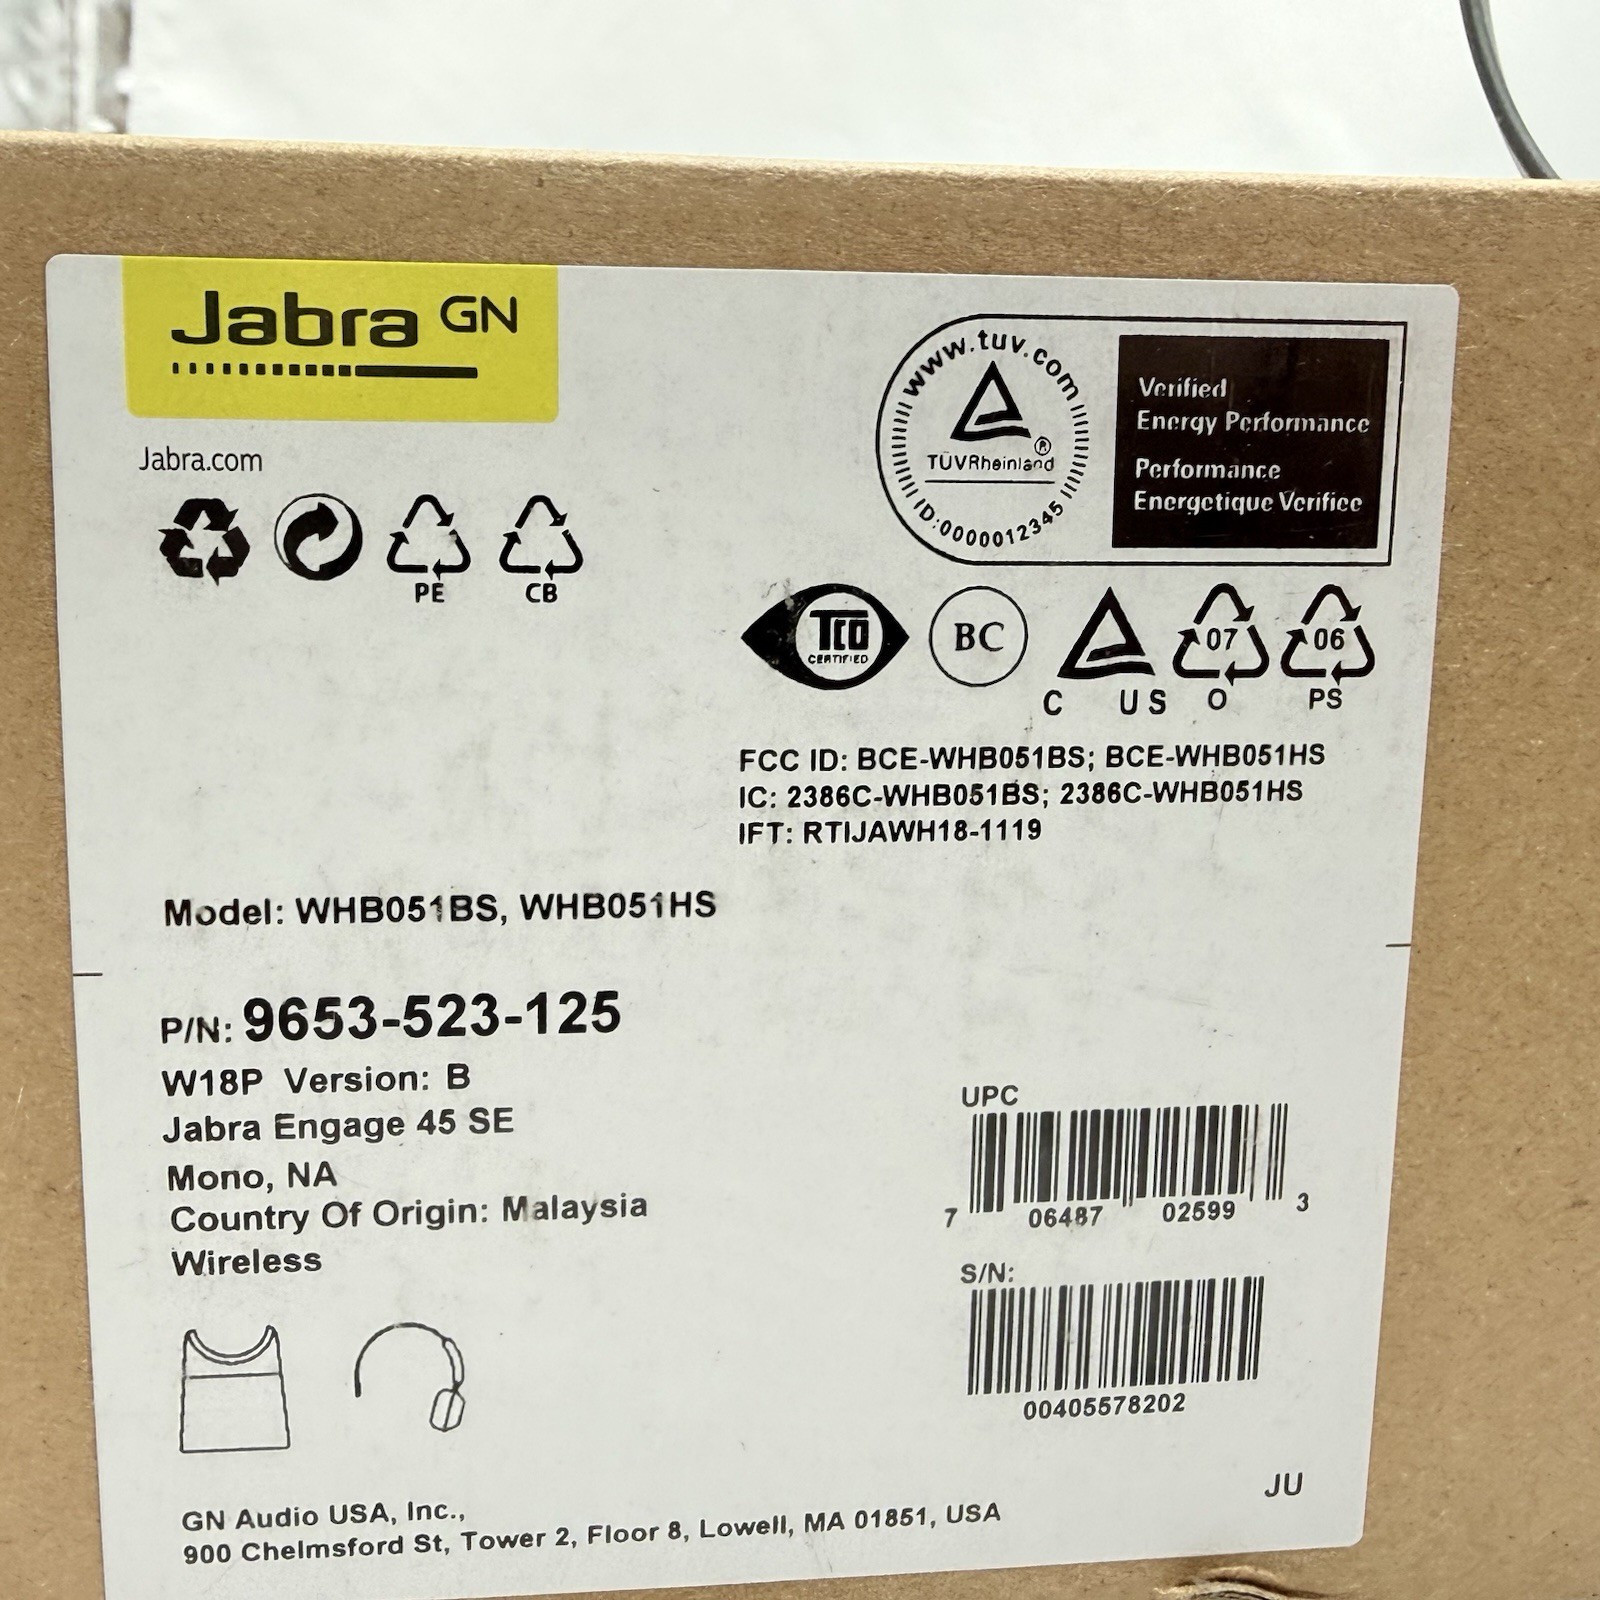 Jabra GN
Jabra.com
PE
CB
www.tuv.com
TÜVRheinland®
ID:0000012345
Verified
Energy Performance
Performance
Energetique Verifiee
TCO
CERTIFIED
BC
C US
07
O
06
PS
FCC ID: BCE-WHB051BS; BCE-WHB051HS
IC: 2386C-WHB051BS; 2386C-WHB051HS
IFT: RTIJAWH18-1119
Model: WHB051BS, WHB051HS
P/N: 9653-523-125
W18P Version: B
Jabra Engage 45 SE
Mono, NA
Country Of Origin: Malaysia
Wireless
UPC
7 06487 02599 3
S/N:
00405578202
JU
GN Audio USA, Inc.,
900 Chelmsford St, Tower 2, Floor 8, Lowell, MA 01851, USA